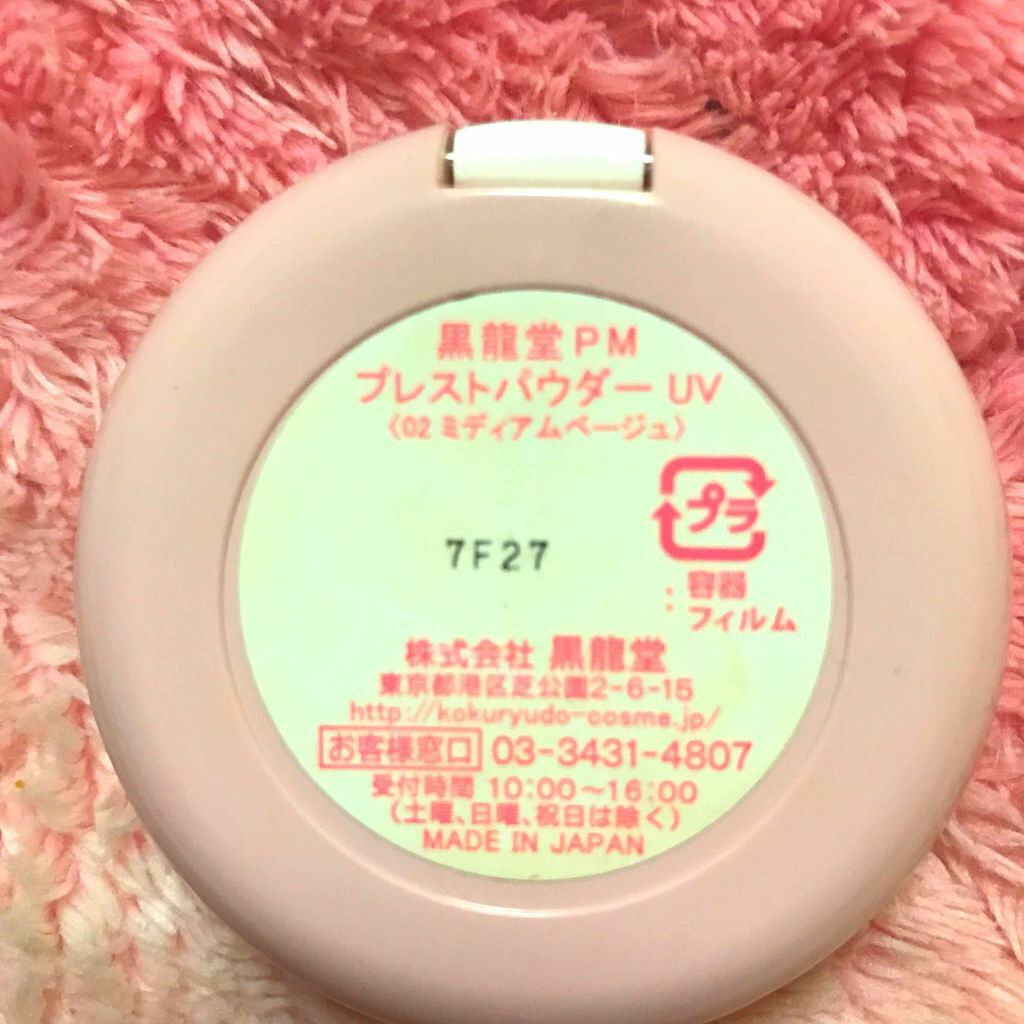 黒龍堂PM
プレストパウダー UV
〈02 ミディアムベージュ〉
プラ
: 容器
: フィルム
7F27
株式会社 黒龍堂
東京都港区芝公園2-6-15
http://kokuryudo-cosme.jp/
お客様窓口 03-3431-4807
受付時間 10:00〜16:00
(土曜、日曜、祝日は除く)
MADE IN JAPAN